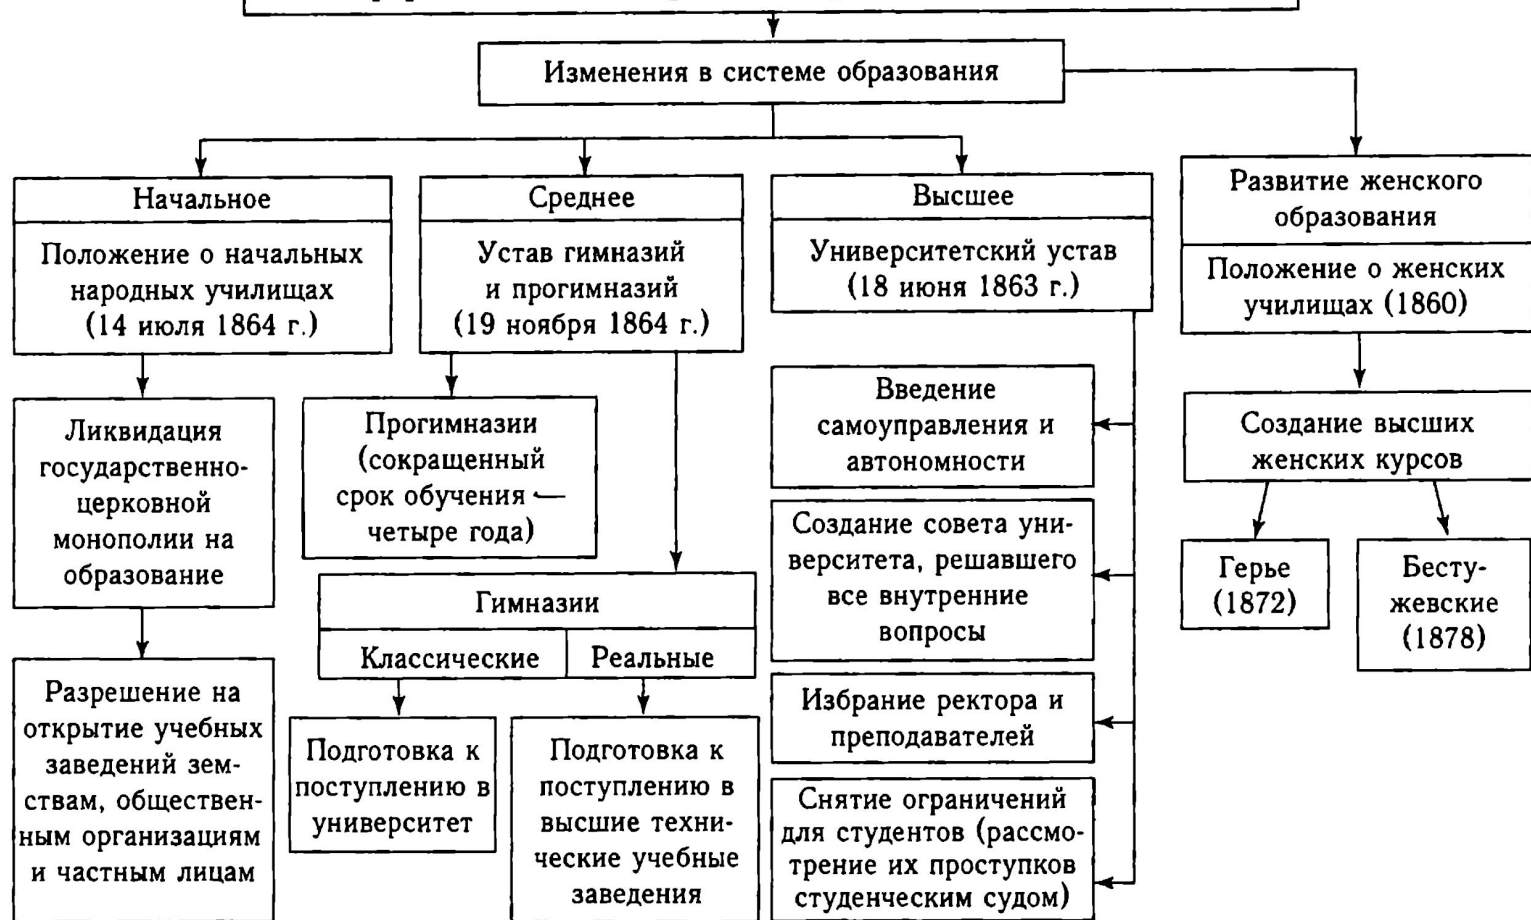 Изменения в системе образования
Начальное
Положение о начальных
народных училищах
(14 июля 1864 г.)
Ликвидация
государственно-
церковной
монополии на
образование
Разрешение на
открытие учебных
заведений зем-
ствам, обществен-
ным организациям
и частным лицам
Среднее
Устав гимназий
и прогимназий
(19 ноября 1864 г.)
Прогимназии
(сокращенный
срок обучения —
четыре года)
Гимназии
Классические
Реальные
Подготовка к
поступлению в
университет
Подготовка к
поступлению в
высшие техни-
ческие учебные
заведения
Высшее
Университетский устав
(18 июня 1863 г.)
Введение
самоуправления и
автономности
Создание совета уни-
верситета, решавшего
все внутренние
вопросы
Избрание ректора и
преподавателей
Снятие ограничений
для студентов (рассмо-
трение их проступков
студенческим судом)
Развитие женского
образования
Положение о женских
училищах (1860)
Создание высших
женских курсов
Герье
(1872)
Бесту-
жевские
(1878)